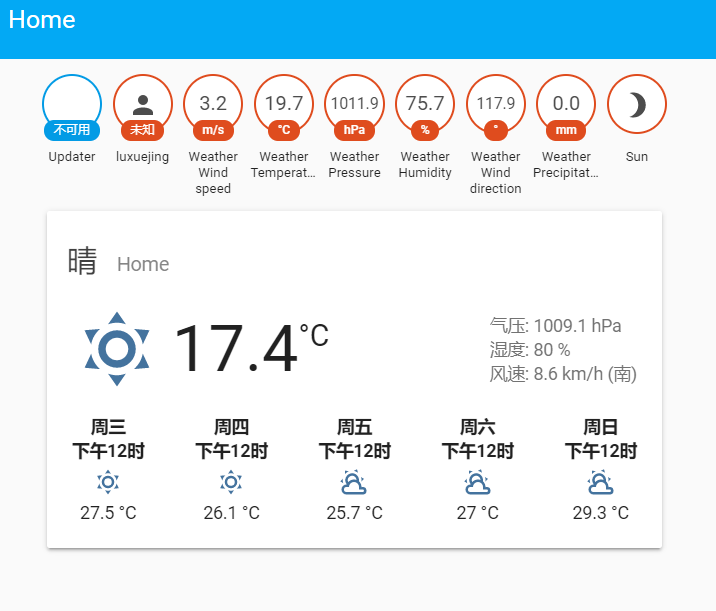 Home
3.2
19.7
1011.9
75.7
117.9
0.0
不可用
未知
m/s
°C
hPa
%
°
mm
Updater
luxuejing
Weather
Wind
speed
Weather
Temperat...
Weather
Pressure
Weather
Humidity
Weather
Wind
direction
Weather
Precipitat...
Sun
晴 Home
17.4 °C
气压: 1009.1 hPa
湿度: 80 %
风速: 8.6 km/h (南)
周三 周四 周五 周六 周日
下午12时 下午12时 下午12时 下午12时 下午12时
27.5 °C 26.1 °C 25.7 °C 27 °C 29.3 °C